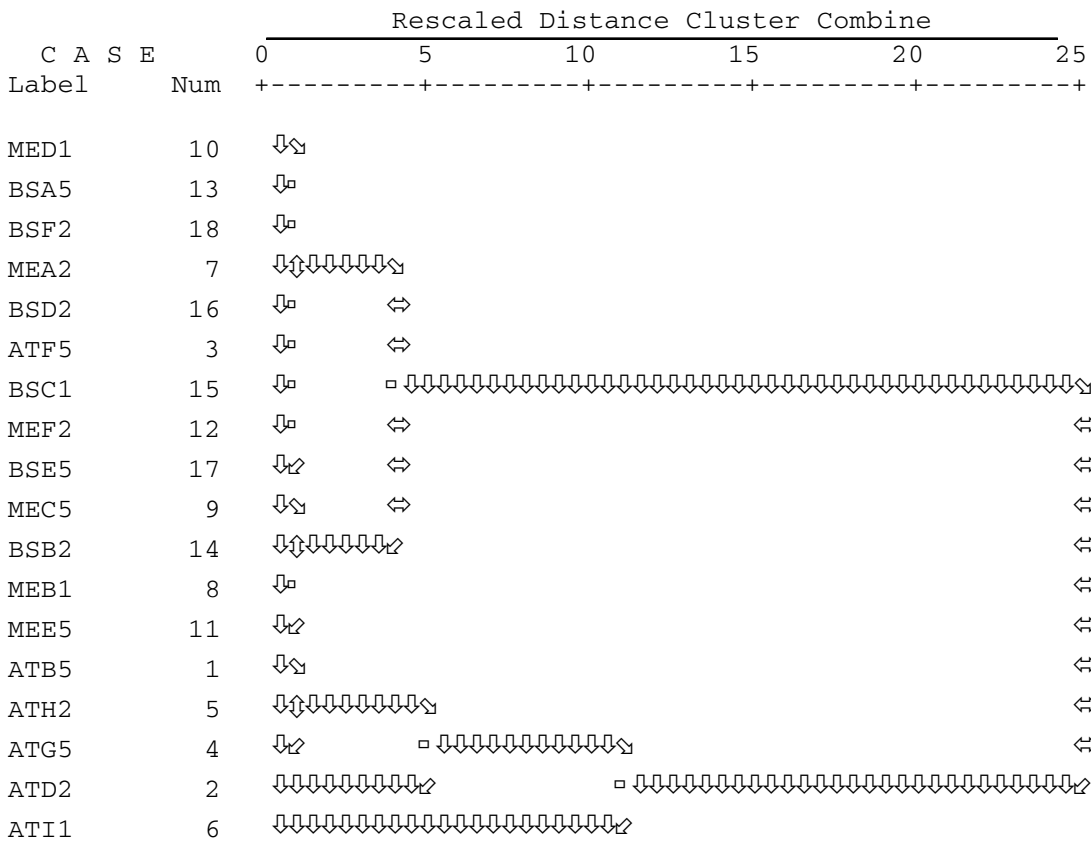 Rescaled Distance Cluster Combine
C A S E 0 5 10 15 20 25
Label Num +---------+---------+---------+---------+---------+
MED1 10 ⇩⬂
BSA5 13 ⇩▫
BSF2 18 ⇩▫
MEA2 7 ⇩⇳⇩⇩⇩⇩⇩⬂
BSD2 16 ⇩▫ ⬄
ATF5 3 ⇩▫ ⬄
BSC1 15 ⇩▫ ▫⇩⇩⇩⇩⇩⇩⇩⇩⇩⇩⇩⇩⇩⇩⇩⇩⇩⇩⇩⇩⇩⇩⇩⇩⇩⇩⇩⇩⇩⇩⇩⇩⇩⇩⇩⇩⇩⇩⇩⇩⇩⬂
MEF2 12 ⇩▫ ⬄ ⬄
BSE5 17 ⇩⬃ ⬄ ⬄
MEC5 9 ⇩⬂ ⬄ ⬄
BSB2 14 ⇩⇳⇩⇩⇩⇩⇩⬃ ⬄
MEB1 8 ⇩▫ ⬄
MEE5 11 ⇩⬃ ⬄
ATB5 1 ⇩⬂ ⬄
ATH2 5 ⇩⇳⇩⇩⇩⇩⇩⇩⇩⬂ ⬄
ATG5 4 ⇩⬃ ▫⇩⇩⇩⇩⇩⇩⇩⇩⇩⇩⇩⬂ ⬄
ATD2 2 ⇩⇩⇩⇩⇩⇩⇩⇩⇩⬃ ▫⇩⇩⇩⇩⇩⇩⇩⇩⇩⇩⇩⇩⇩⇩⇩⇩⇩⇩⇩⇩⇩⇩⇩⇩⇩⇩⇩⬃
ATI1 6 ⇩⇩⇩⇩⇩⇩⇩⇩⇩⇩⇩⇩⇩⇩⇩⇩⇩⇩⇩⇩⇩⬃